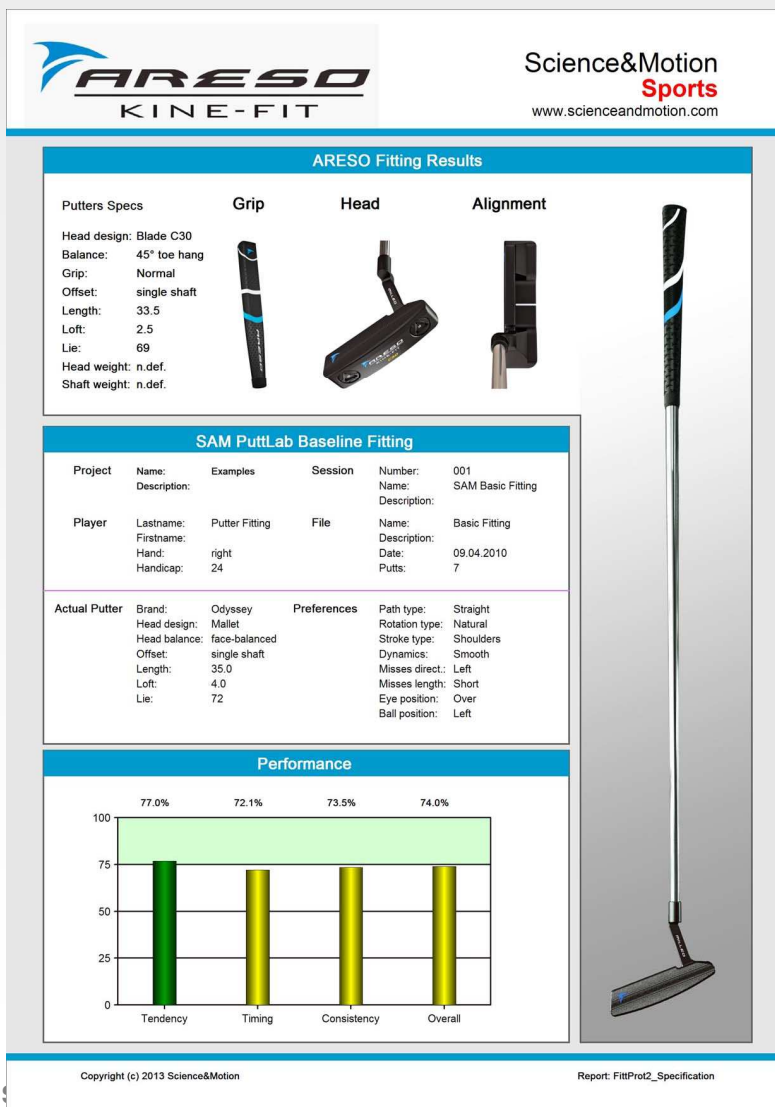 ARESO
KINE-FIT
Science&Motion
Sports
www.scienceandmotion.com
ARESO Fitting Results
Putters Specs
Grip
Head
Alignment
Head design: Blade C30
Balance: 45° toe hang
Grip: Normal
Offset: single shaft
Length: 33.5
Loft: 2.5
Lie: 69
Head weight: n.def.
Shaft weight: n.def.
SAM PuttLab Baseline Fitting
Project Name: Examples Session Number: 001
Description: Name: SAM Basic Fitting
Description:
Player Lastname: Putter Fitting File Name: Basic Fitting
Firstname: Description:
Hand: right Date: 09.04.2010
Handicap: 24 Putts: 7
Actual Putter Brand: Odyssey Preferences Path type: Straight
Head design: Mallet Rotation type: Natural
Head balance: face-balanced Stroke type: Shoulders
Offset: single shaft Dynamics: Smooth
Length: 35.0 Misses direct.: Left
Loft: 4.0 Misses length: Short
Lie: 72 Eye position: Over
Ball position: Left
Performance
77.0% 72.1% 73.5% 74.0%
100
75
50
25
0
Tendency Timing Consistency Overall
Copyright (c) 2013 Science&Motion Report: FittProt2_Specification